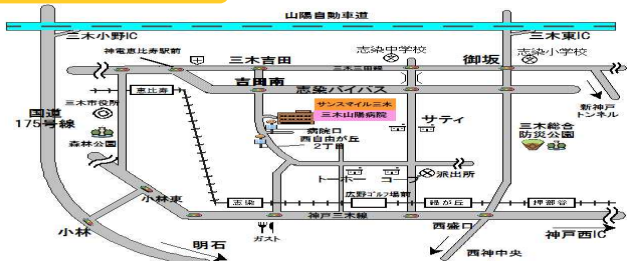 山陽自動車道
三木小野IC
三木東IC
神電恵比寿駅前
三木吉田
志染中学校
三木三田線
御坂
志染小学校
吉田南
志染バイパス
恵比寿
国道
175号線
三木市役所
サンスマイル三木
三木山陽病院
サティ
新神戸
トンネル
病院口
西自由が丘
2丁目
三木総合
防災公園
森林公園
トーホー
コープ
派出所
小林東
志染
広野ゴルフ場前
緑が丘
押部谷
神戸三木線
小林
ガスト
西盛口
神戸西IC
明石
西神中央